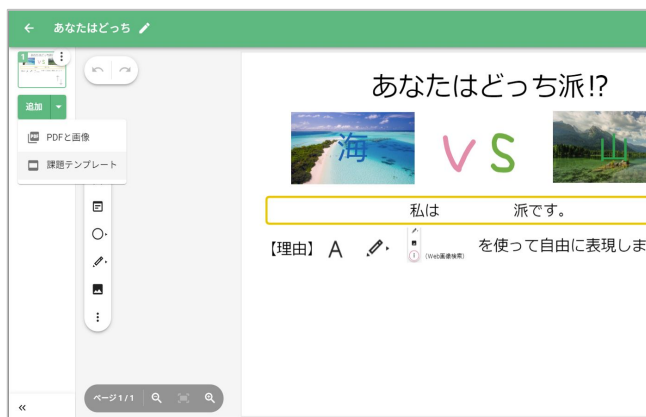 あなたはどっち
1
追加
PDFと画像
課題テンプレート
ページ 1 / 1
あなたはどっち派!?
海
VS
山
私は 派です。
【理由】 A (Web画像検索) を使って自由に表現しま